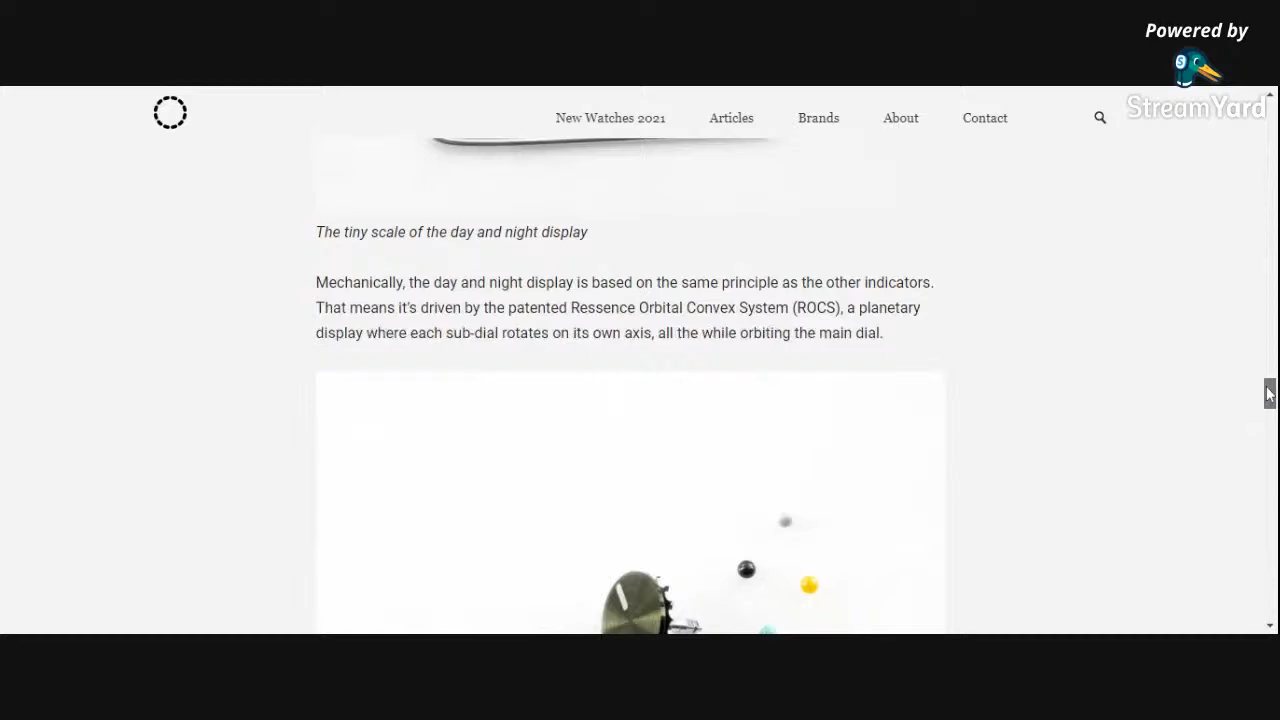 Powered by
StreamYard
New Watches 2021 Articles Brands About Contact
The tiny scale of the day and night display
Mechanically, the day and night display is based on the same principle as the other indicators.
That means it's driven by the patented Ressence Orbital Convex System (ROCS), a planetary
display where each sub-dial rotates on its own axis, all the while orbiting the main dial.